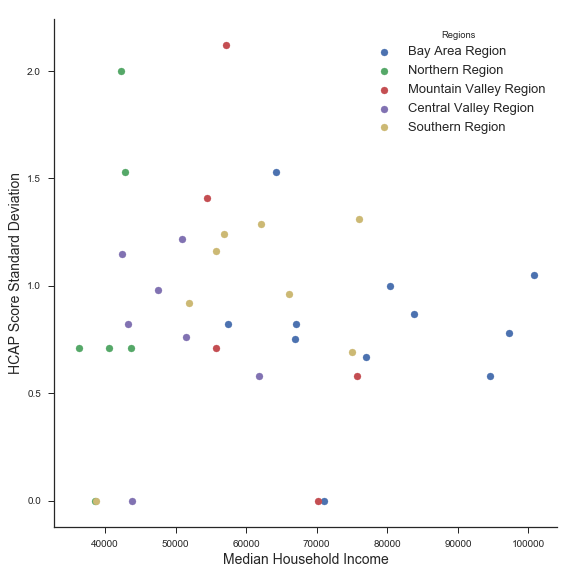 Regions
Bay Area Region
Northern Region
Mountain Valley Region
Central Valley Region
Southern Region
HCAP Score Standard Deviation
2.0
1.5
1.0
0.5
0.0
40000 50000 60000 70000 80000 90000 100000
Median Household Income